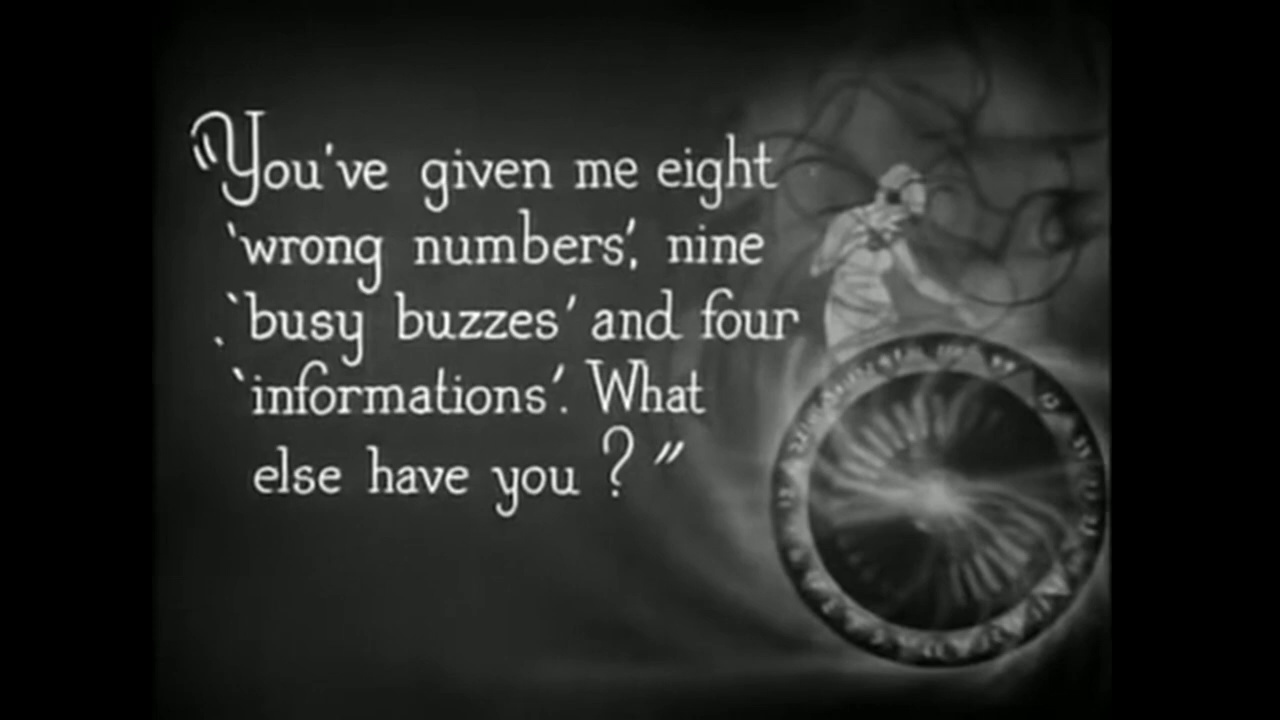 "You've given me eight
'wrong numbers', nine
'busy buzzes' and four
'informations'. What
else have you?"